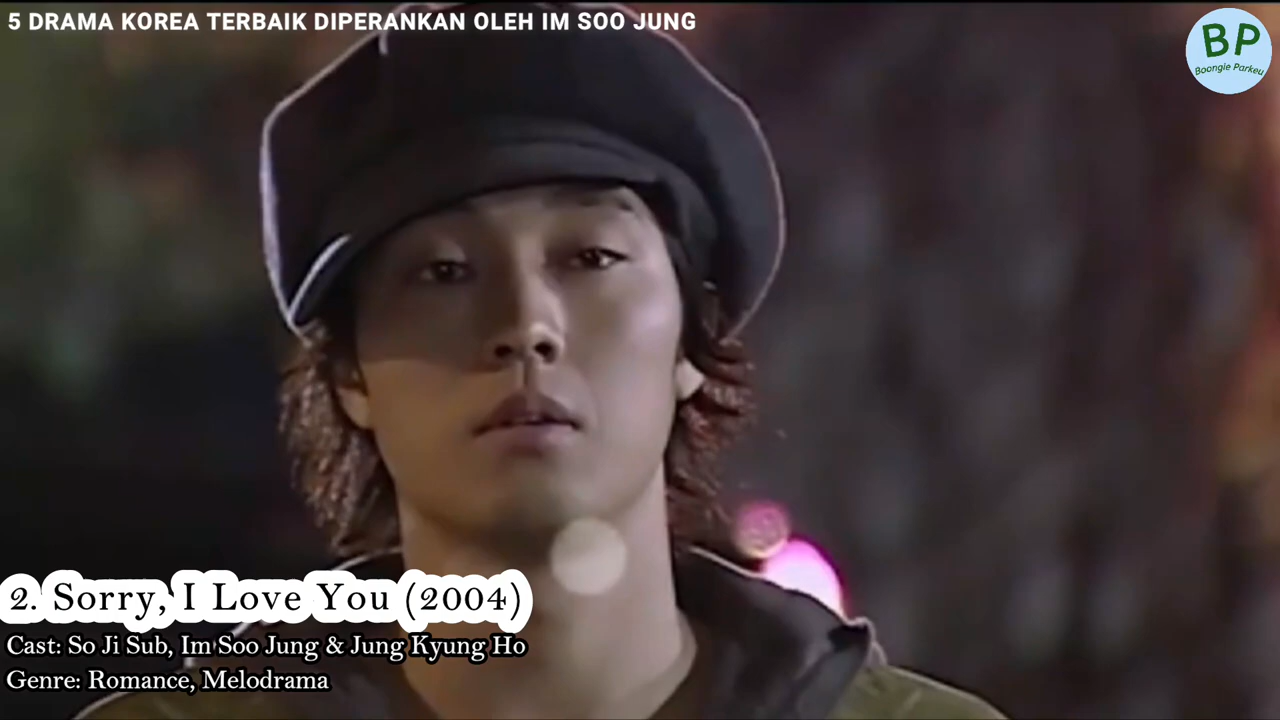 5 DRAMA KOREA TERBAIK DIPERANKAN OLEH IM SOO JUNG
BP
Boongie Parkeu
2. Sorry, I Love You (2004)
Cast: So Ji Sub, Im Soo Jung & Jung Kyung Ho
Genre: Romance, Melodrama